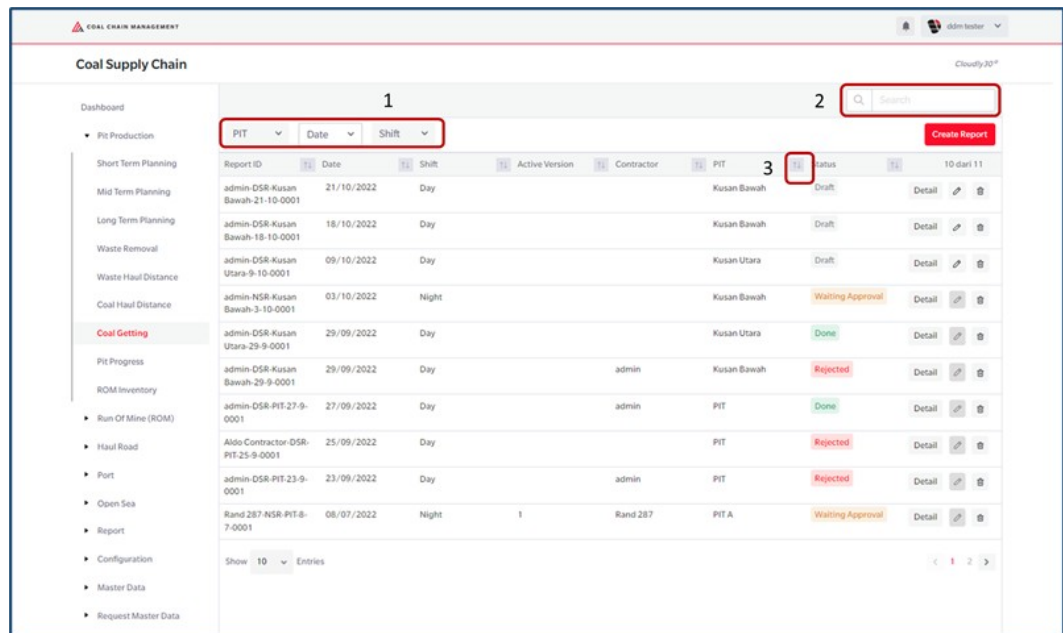 COAL CHAIN MANAGEMENT
ddm tester
Coal Supply Chain
Cloudly30°
Dashboard
1
2
Search
Pit Production
PIT Date Shift
Create Report
Short Term Planning
Report ID Date Shift Active Version Contractor PIT 3 Status 10 dari 11
admin-DSR-Kusan 21/10/2022 Day Kusan Bawah Draft Detail
Bawah-21-10-0001
Mid Term Planning
Long Term Planning
admin-DSR-Kusan 18/10/2022 Day Kusan Bawah Draft Detail
Bawah-18-10-0001
Waste Removal
admin-DSR-Kusan 09/10/2022 Day Kusan Utara Draft Detail
Utara-9-10-0001
Waste Haul Distance
Coal Haul Distance
admin-NSR-Kusan 03/10/2022 Night Kusan Bawah Waiting Approval Detail
Bawah-3-10-0001
Coal Getting
admin-DSR-Kusan 29/09/2022 Day Kusan Utara Done Detail
Utara-29-9-0001
Pit Progress
admin-DSR-Kusan 29/09/2022 Day admin Kusan Bawah Rejected Detail
Bawah-29-9-0001
ROM Inventory
admin-DSR-PIT-27-9- 27/09/2022 Day admin PIT Done Detail
0001
Run Of Mine (ROM)
Aldo Contractor-DSR- 25/09/2022 Day PIT Rejected Detail
PIT-25-9-0001
Haul Road
Port
admin-DSR-PIT-23-9- 23/09/2022 Day admin PIT Rejected Detail
0001
Open Sea
Rand 287-NSR-PIT-8- 08/07/2022 Night 1 Rand 287 PIT A Waiting Approval Detail
7-0001
Report
Configuration
Show 10 Entries
1 2
Master Data
Request Master Data